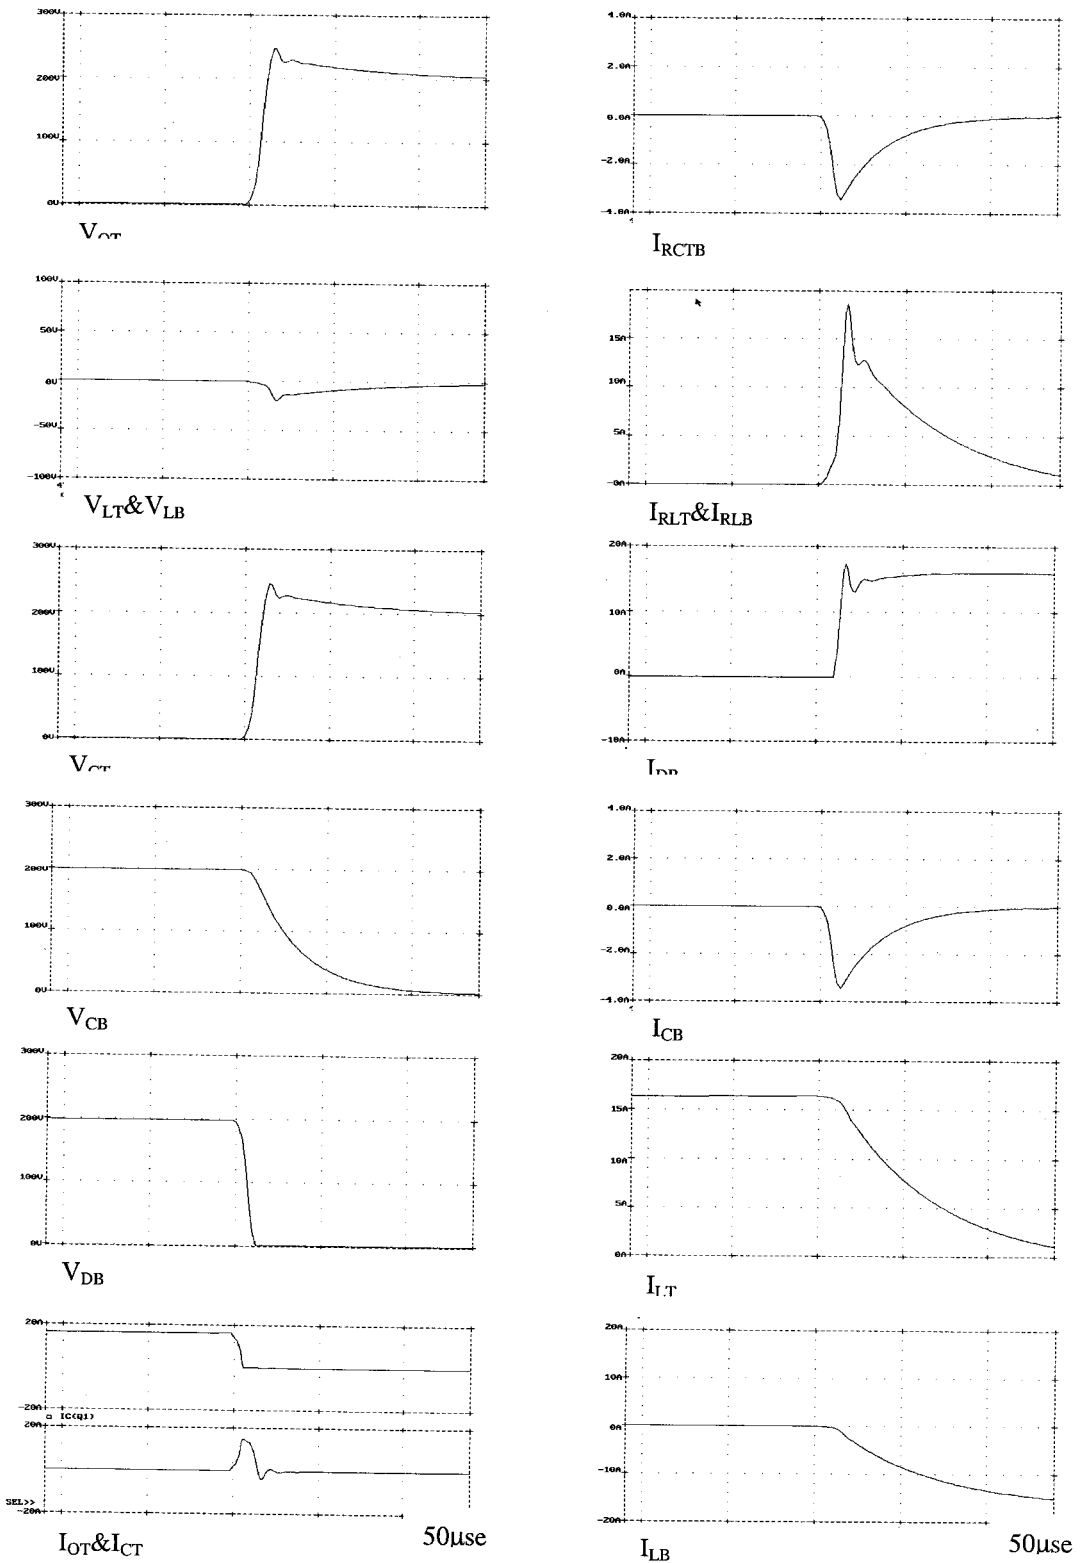 300V
200V
100V
0V
V_OT
100V
50V
0V
-50V
-100V
V_LT&V_LB
300V
200V
100V
0V
V_CT
300V
200V
100V
0V
V_CB
300V
200V
100V
0V
V_DB
20A
-20A
□ IC(Q1)
20A
SEL>>
-20A
I_OT&I_CT
50μse
4.0A
2.0A
0.0A
-2.0A
-4.0A
I_RCTB
15A
10A
5A
-0A
I_RLT&I_RLB
20A
10A
0A
-10A
I_DB
4.0A
2.0A
0.0A
-2.0A
-4.0A
I_CB
20A
15A
10A
5A
0A
I_LT
20A
10A
0A
-10A
-20A
I_LB
50μse